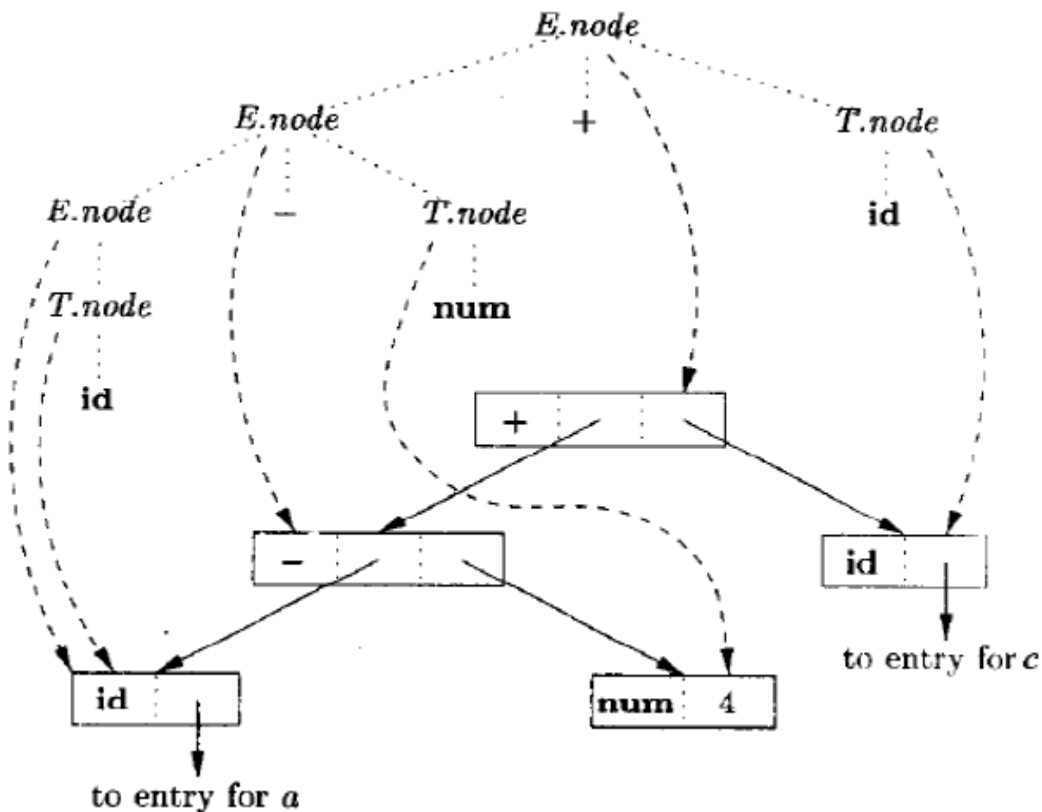 E.node
E.node + T.node
E.node − T.node id
T.node num
id
+
− id
to entry for c
id num 4
to entry for a